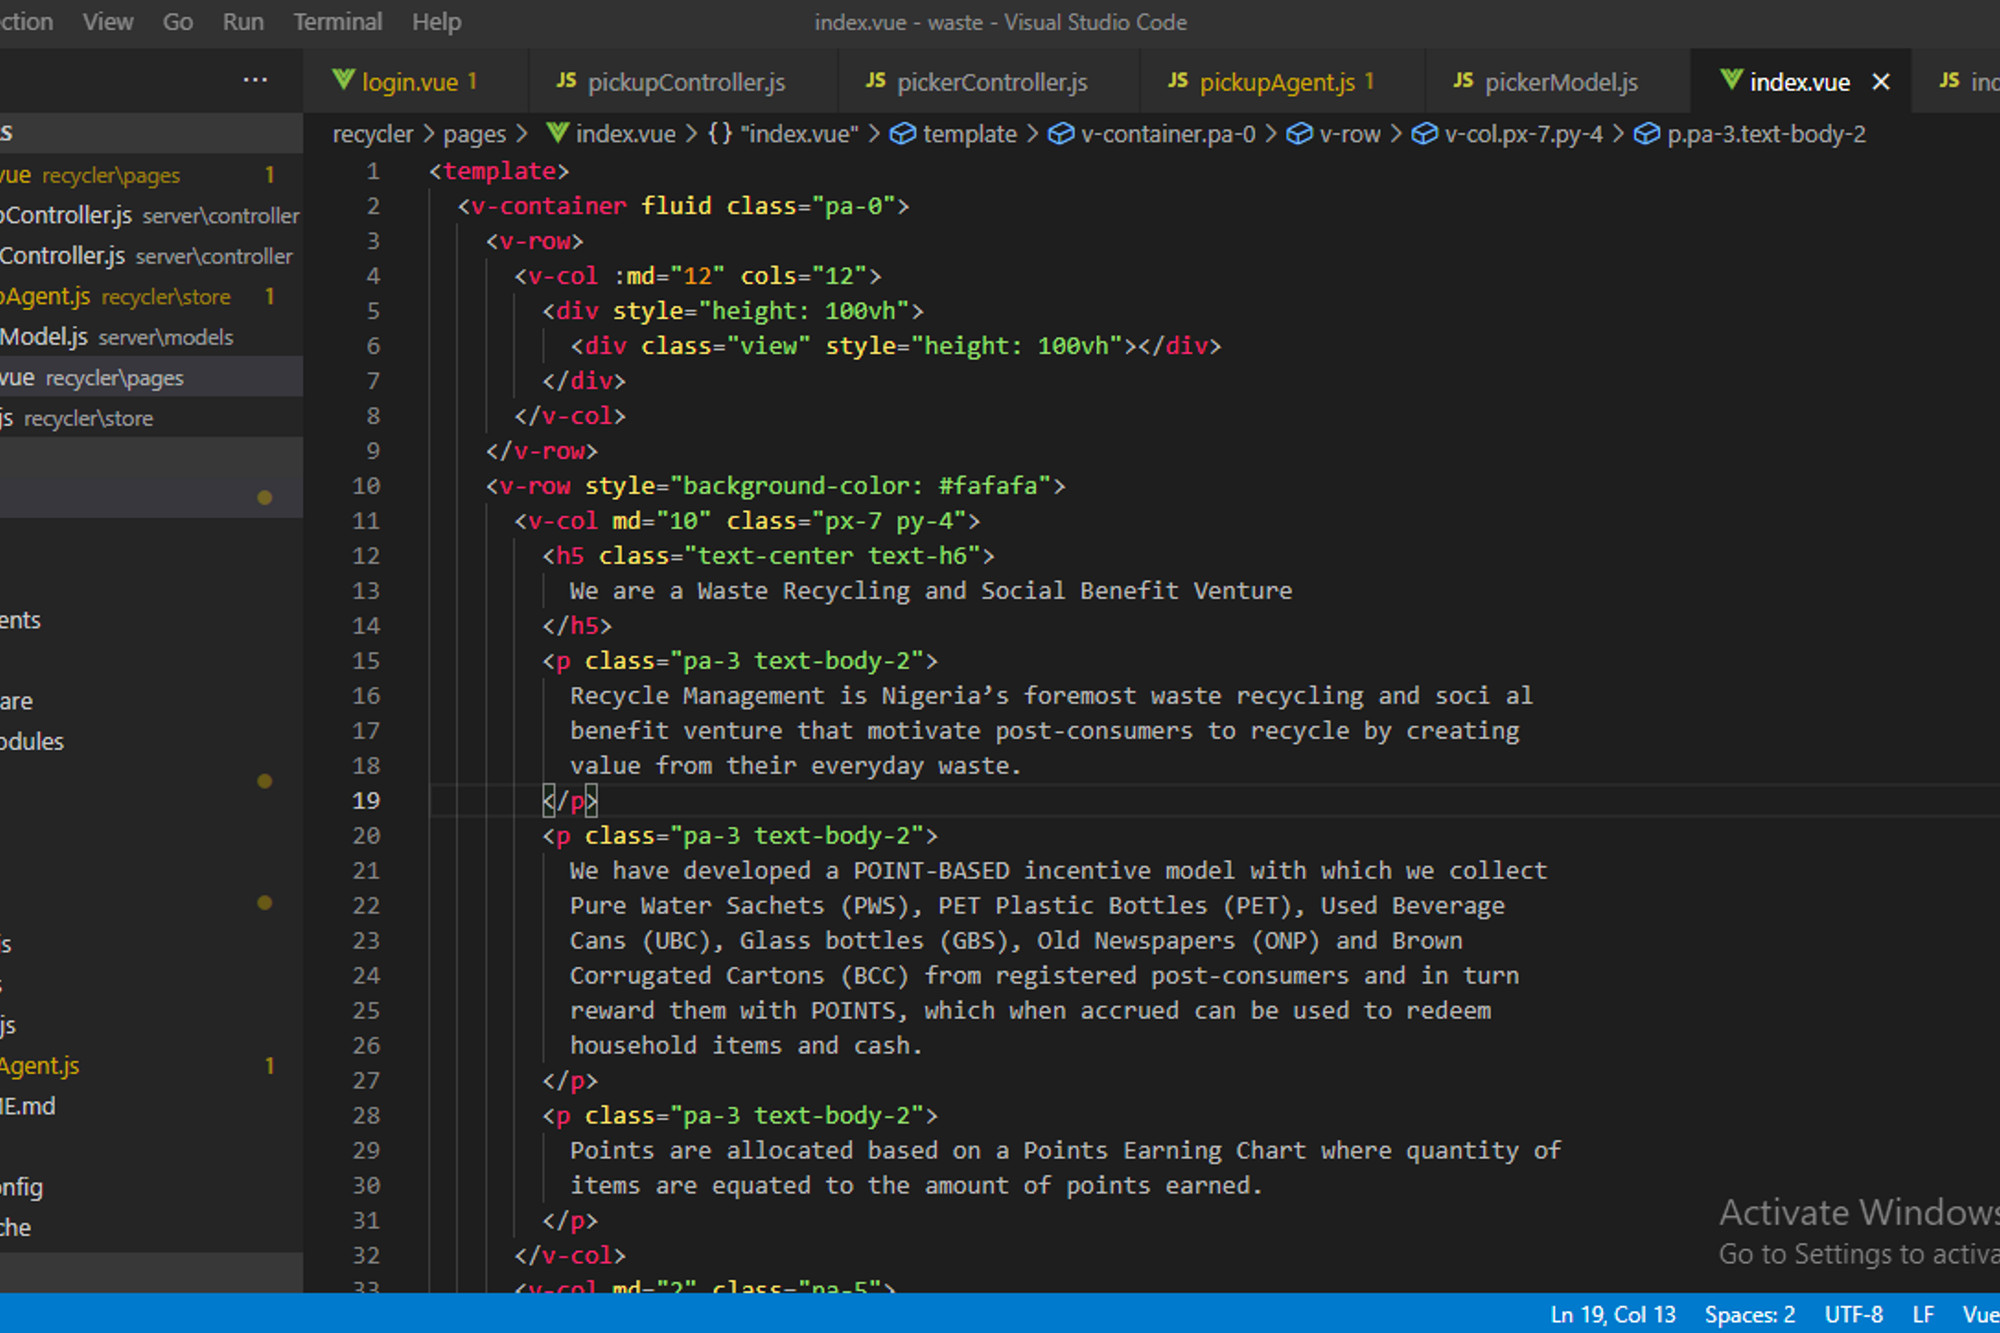 View Go Run Terminal Help
index.vue - waste - Visual Studio Code
...
login.vue 1
JS pickupController.js
JS pickerController.js
JS pickupAgent.js 1
JS pickerModel.js
index.vue ×
JS
recycler > pages > index.vue > {} "index.vue" > template > v-container.pa-0 > v-row > v-col.px-7.py-4 > p.pa-3.text-body-2
recycler\pages 1
Controller.js server\controller
Controller.js server\controller
Agent.js recycler\store 1
Model.js server\models
recycler\pages
recycler\store
Agent.js 1
1 <template>
2 <v-container fluid class="pa-0">
3 <v-row>
4 <v-col :md="12" cols="12">
5 <div style="height: 100vh">
6 <div class="view" style="height: 100vh"></div>
7 </div>
8 </v-col>
9 </v-row>
10 <v-row style="background-color: #fafafa">
11 <v-col md="10" class="px-7 py-4">
12 <h5 class="text-center text-h6">
13 We are a Waste Recycling and Social Benefit Venture
14 </h5>
15 <p class="pa-3 text-body-2">
16 Recycle Management is Nigeria’s foremost waste recycling and soci al
17 benefit venture that motivate post-consumers to recycle by creating
18 value from their everyday waste.
19 </p>
20 <p class="pa-3 text-body-2">
21 We have developed a POINT-BASED incentive model with which we collect
22 Pure Water Sachets (PWS), PET Plastic Bottles (PET), Used Beverage
23 Cans (UBC), Glass bottles (GBS), Old Newspapers (ONP) and Brown
24 Corrugated Cartons (BCC) from registered post-consumers and in turn
25 reward them with POINTS, which when accrued can be used to redeem
26 household items and cash.
27 </p>
28 <p class="pa-3 text-body-2">
29 Points are allocated based on a Points Earning Chart where quantity of
30 items are equated to the amount of points earned.
31 </p>
32 </v-col>
33 <v-col md="2" class="pa-5">
Activate Windows
Go to Settings to activa
Ln 19, Col 13 Spaces: 2 UTF-8 LF Vue